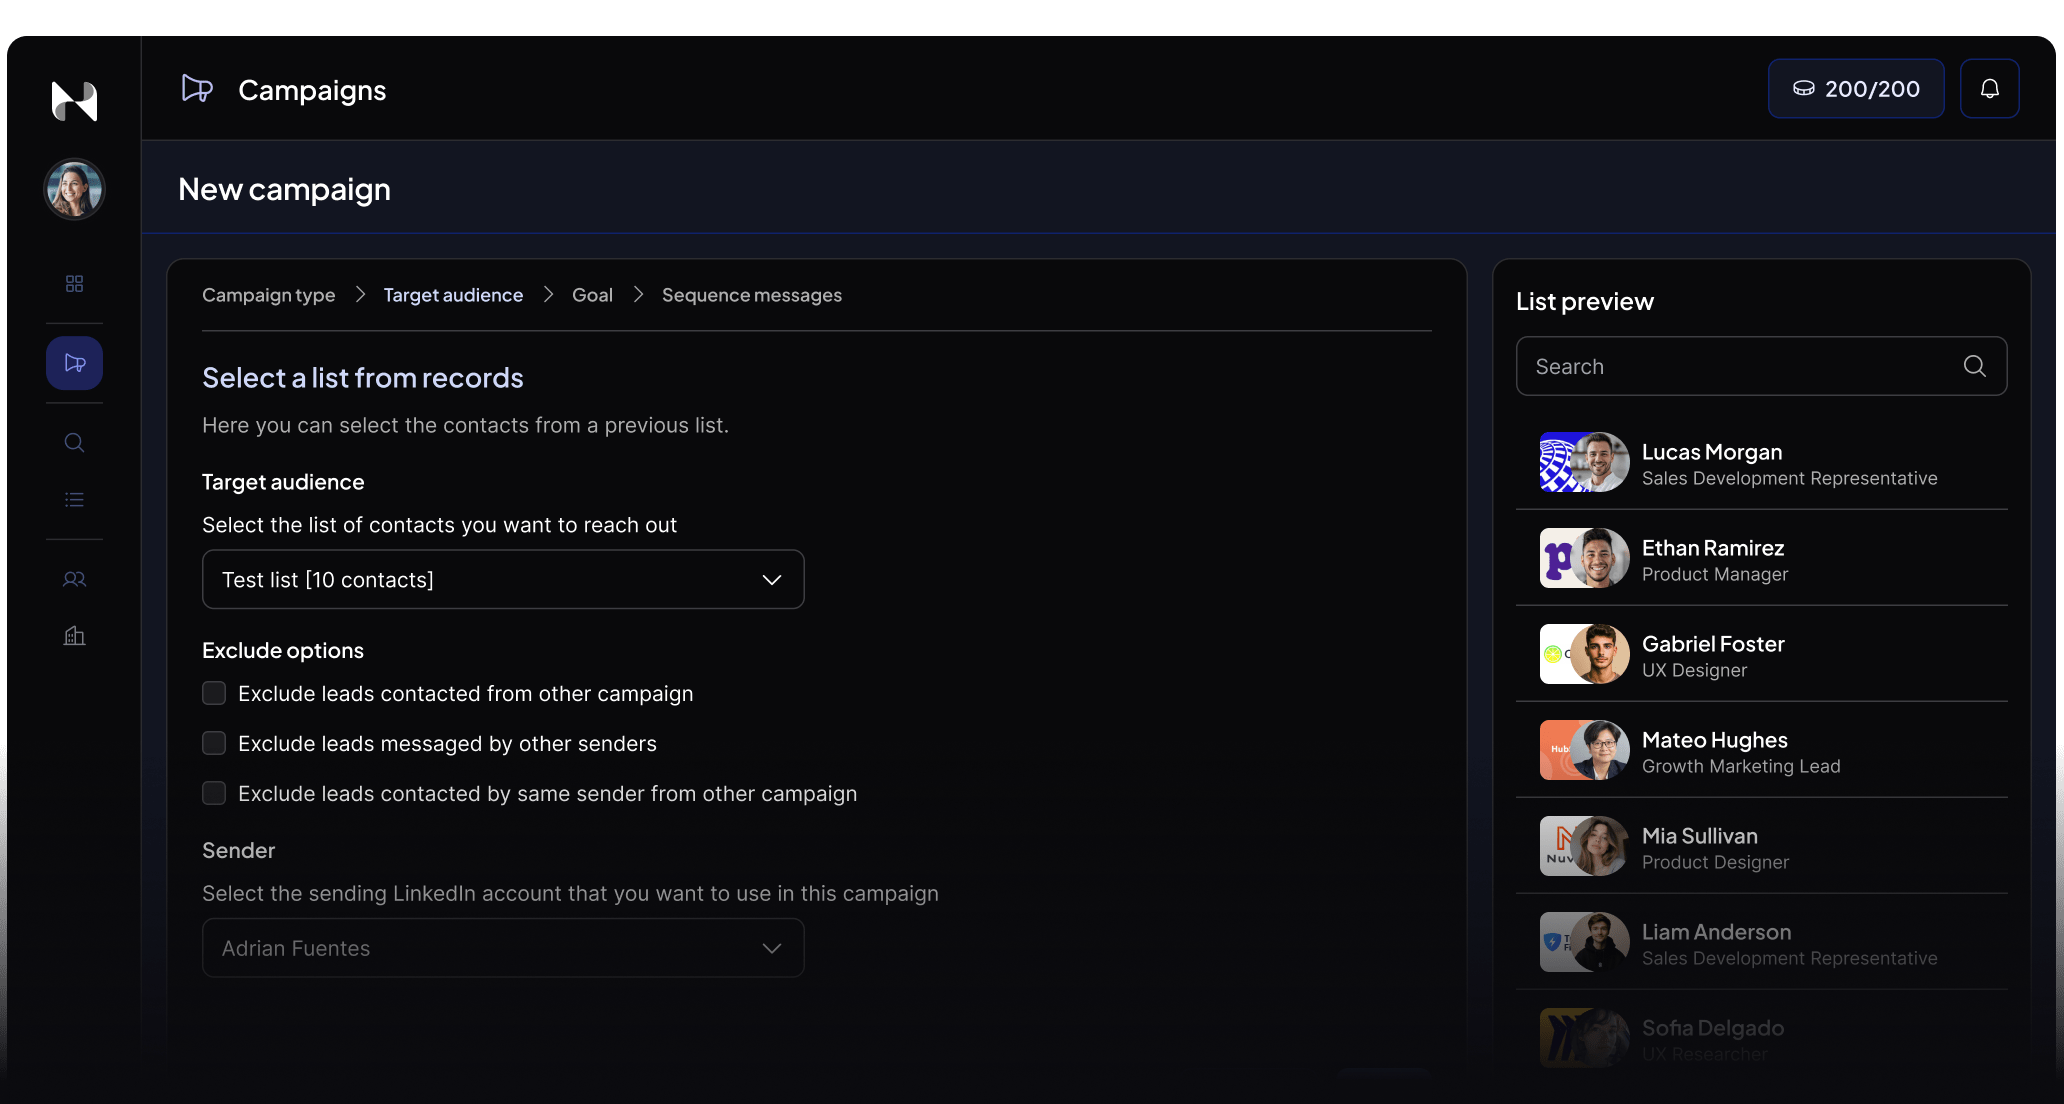 Campaigns
200/200
New campaign
Campaign type
Target audience
Goal
Sequence messages
Select a list from records
Here you can select the contacts from a previous list.
Target audience
Select the list of contacts you want to reach out
Test list [10 contacts]
Exclude options
Exclude leads contacted from other campaign
Exclude leads messaged by other senders
Exclude leads contacted by same sender from other campaign
Sender
Select the sending LinkedIn account that you want to use in this campaign
Adrian Fuentes
List preview
Search
Lucas Morgan
Sales Development Representative
Ethan Ramirez
Product Manager
Gabriel Foster
UX Designer
Mateo Hughes
Growth Marketing Lead
Mia Sullivan
Product Designer
Liam Anderson
Sales Development Representative
Sofia Delgado
UX Researcher